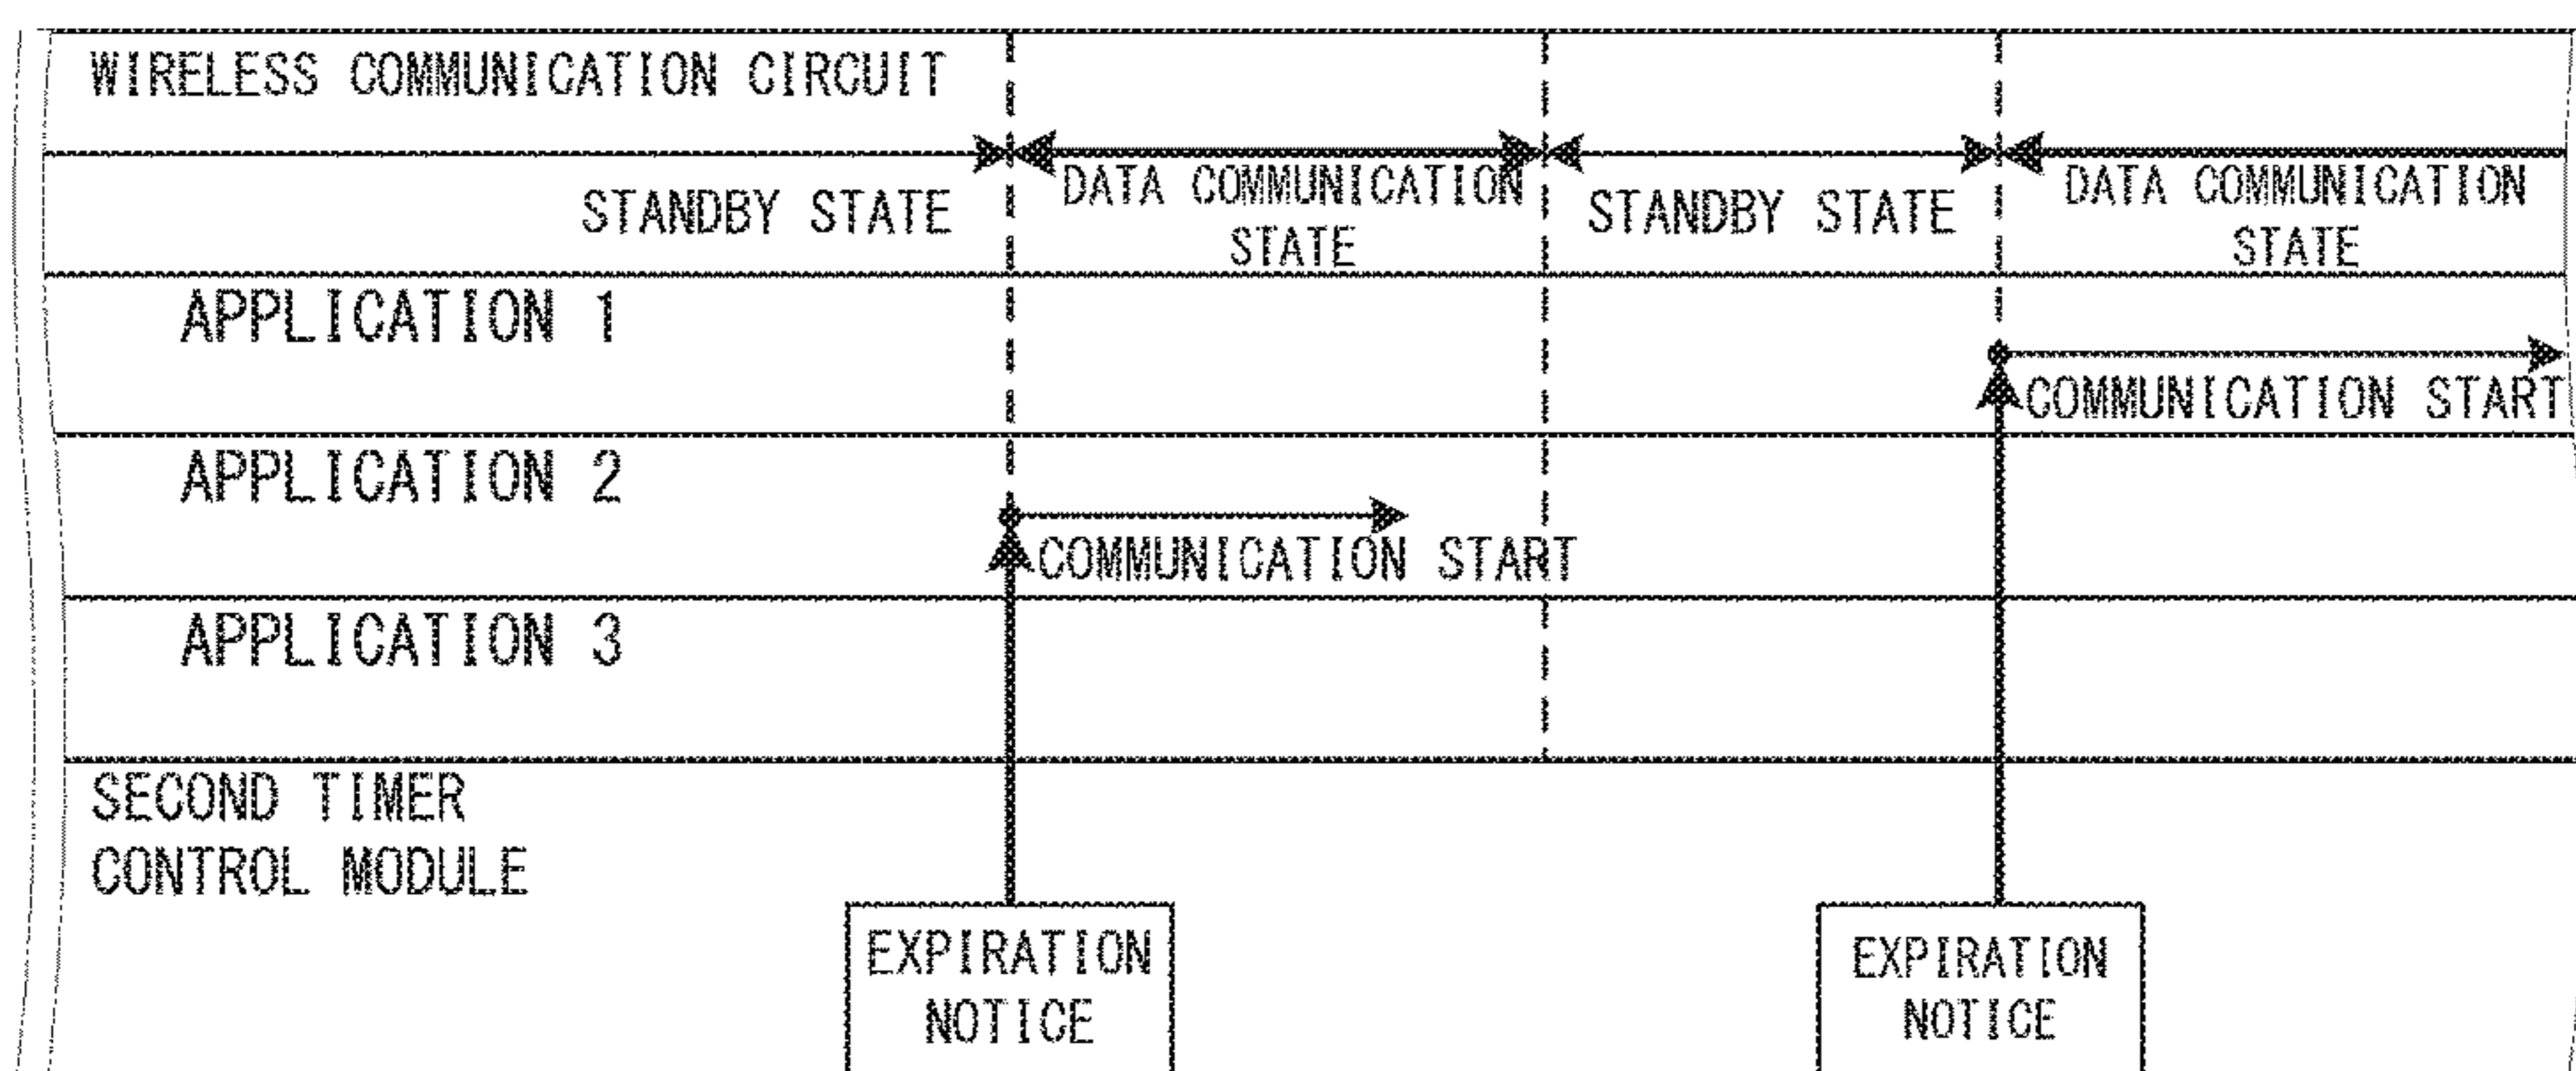 WIRELESS COMMUNICATION CIRCUIT
STANDBY STATE
DATA COMMUNICATION
STATE
STANDBY STATE
DATA COMMUNICATION
STATE
APPLICATION 1
COMMUNICATION START
APPLICATION 2
COMMUNICATION START
APPLICATION 3
SECOND TIMER
CONTROL MODULE
EXPIRATION
NOTICE
EXPIRATION
NOTICE